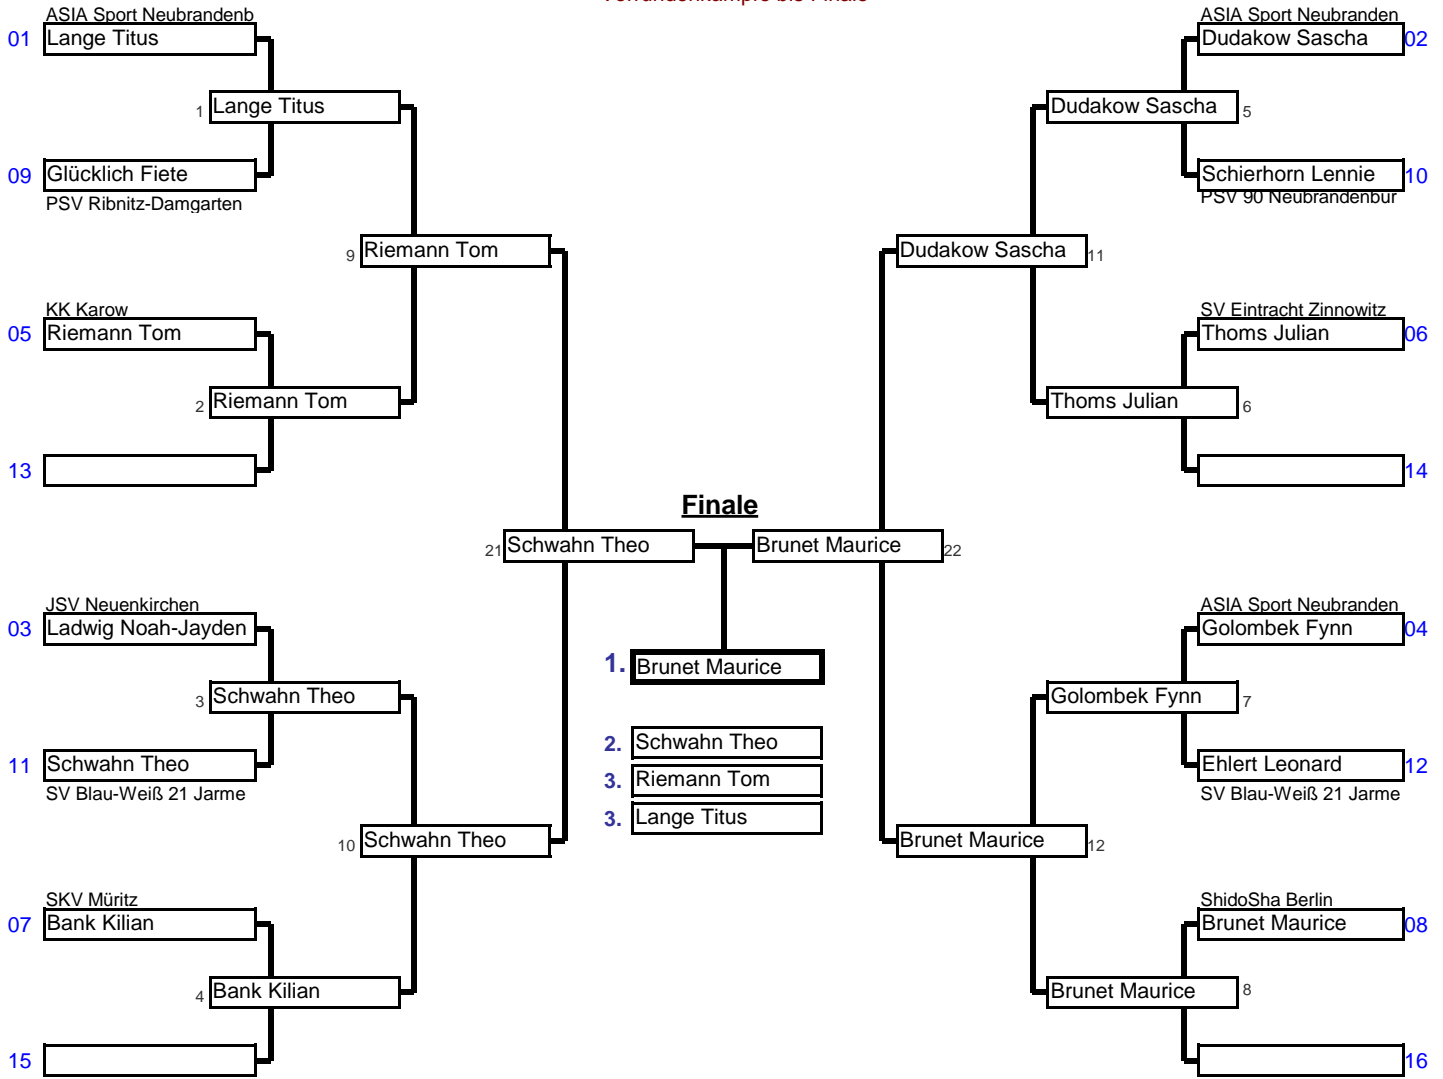 Vorrundenkämpfe bis Finale
ASIA Sport Neubrandenb
01 Lange Titus
1 Lange Titus
09 Glücklich Fiete
PSV Ribnitz-Damgarten
9 Riemann Tom
KK Karow
05 Riemann Tom
2 Riemann Tom
13
21 Schwahn Theo
JSV Neuenkirchen
03 Ladwig Noah-Jayden
3 Schwahn Theo
11 Schwahn Theo
SV Blau-Weiß 21 Jarme
10 Schwahn Theo
SKV Müritz
07 Bank Kilian
4 Bank Kilian
15
Finale
1. Brunet Maurice
2. Schwahn Theo
3. Riemann Tom
3. Lange Titus
ASIA Sport Neubranden
Dudakow Sascha 02
Dudakow Sascha 5
Schierhorn Lennie 10
PSV 90 Neubrandenbur
Dudakow Sascha 11
SV Eintracht Zinnowitz
Thoms Julian 06
Thoms Julian 6
14
Brunet Maurice 22
ASIA Sport Neubranden
Golombek Fynn 04
Golombek Fynn 7
Ehlert Leonard 12
SV Blau-Weiß 21 Jarme
Brunet Maurice 12
ShidoSha Berlin
Brunet Maurice 08
Brunet Maurice 8
16